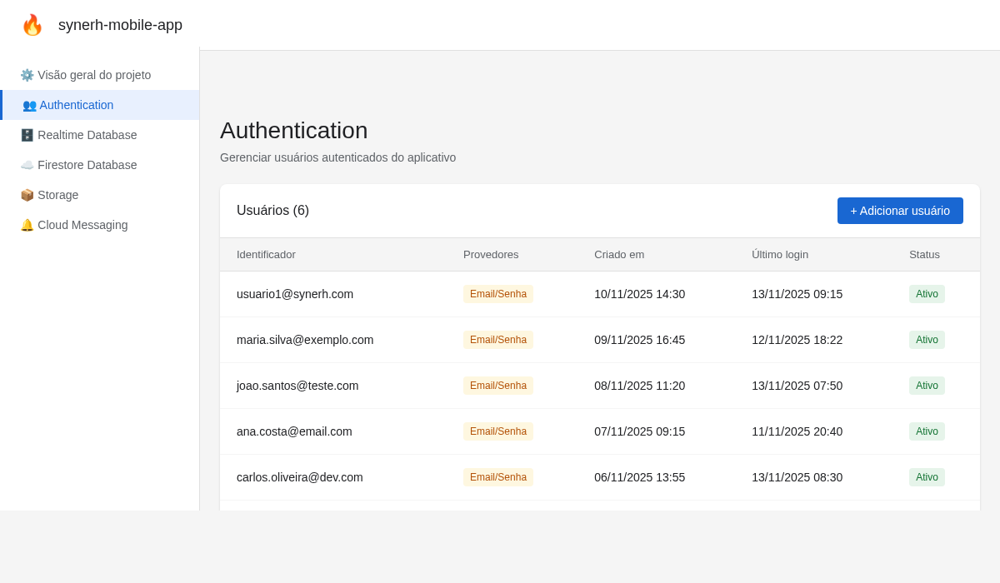 synerh-mobile-app
Visão geral do projeto
Authentication
Realtime Database
Firestore Database
Storage
Cloud Messaging
Authentication
Gerenciar usuários autenticados do aplicativo
Usuários (6)
+ Adicionar usuário
Identificador Provedores Criado em Último login Status
usuario1@synerh.com Email/Senha 10/11/2025 14:30 13/11/2025 09:15 Ativo
maria.silva@exemplo.com Email/Senha 09/11/2025 16:45 12/11/2025 18:22 Ativo
joao.santos@teste.com Email/Senha 08/11/2025 11:20 13/11/2025 07:50 Ativo
ana.costa@email.com Email/Senha 07/11/2025 09:15 11/11/2025 20:40 Ativo
carlos.oliveira@dev.com Email/Senha 06/11/2025 13:55 13/11/2025 08:30 Ativo